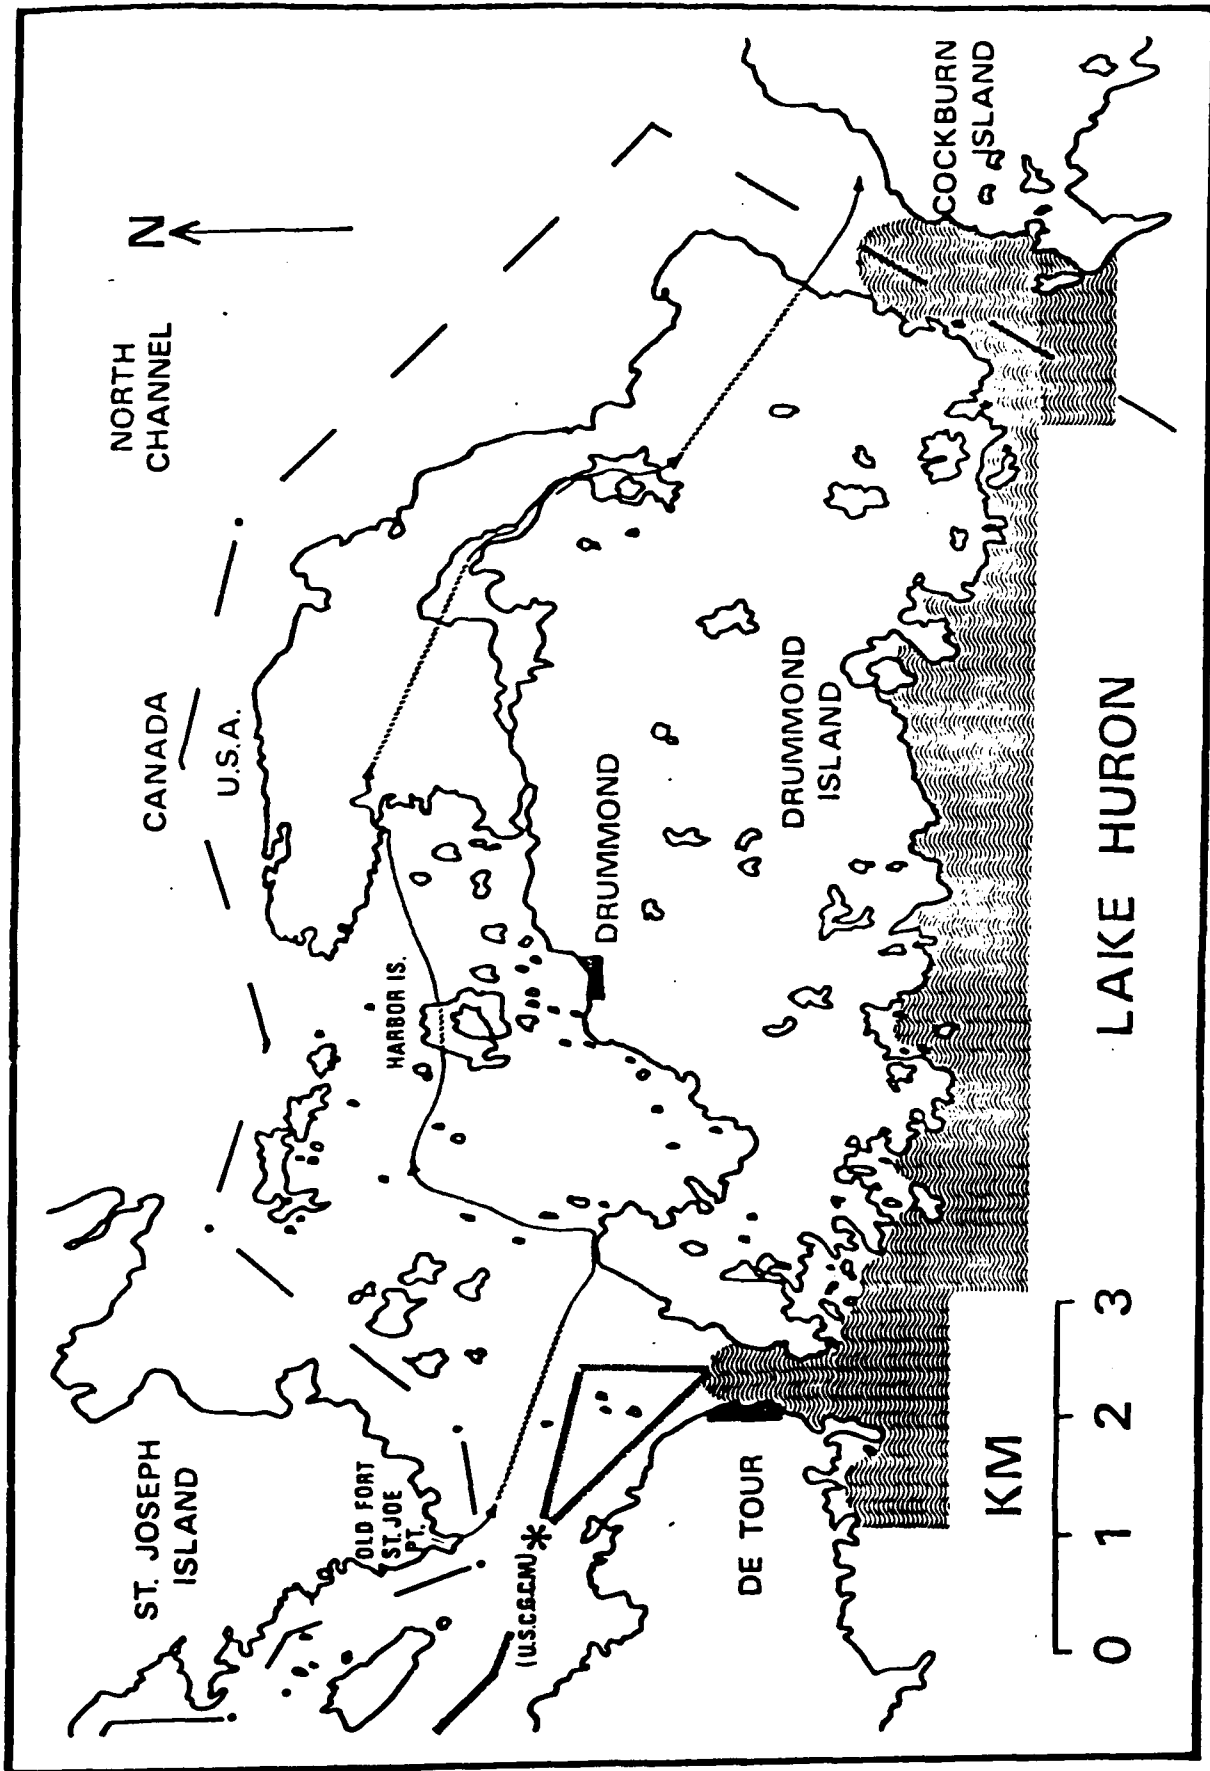 N
NORTH
CHANNEL
CANADA
U.S.A.
ST. JOSEPH
ISLAND
OLD FORT
ST. JOE
PT.
HARBOR IS.
(U.S.C.G.C.M.)
*
DRUMMOND
DRUMMOND
ISLAND
COCKBURN
ISLAND
DE TOUR
LAKE HURON
KM
0 1 2 3